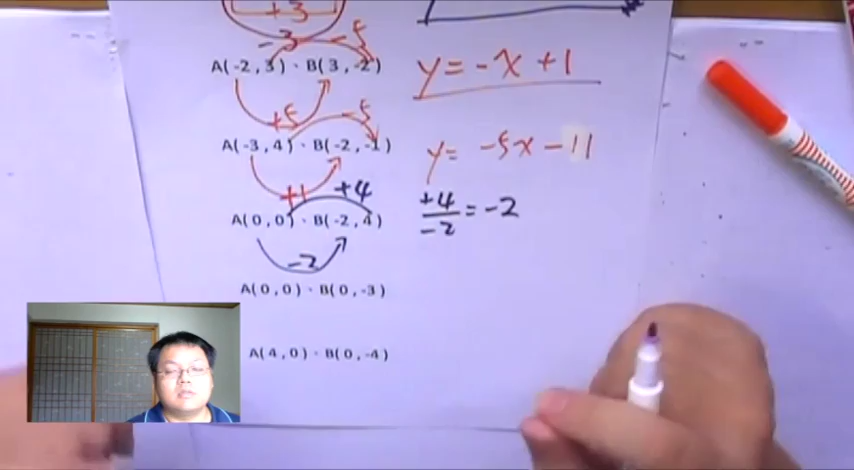 +3
-3 -5
A(-2,3)·B(3,-2) y=-x+1
+5 -5
A(-3,4)·B(-2,-1) y=-5x-11
+1 +4
A(0,0)·B(-2,4) +4/-2=-2
-2
A(0,0)·B(0,-3)
A(4,0)·B(0,-4)